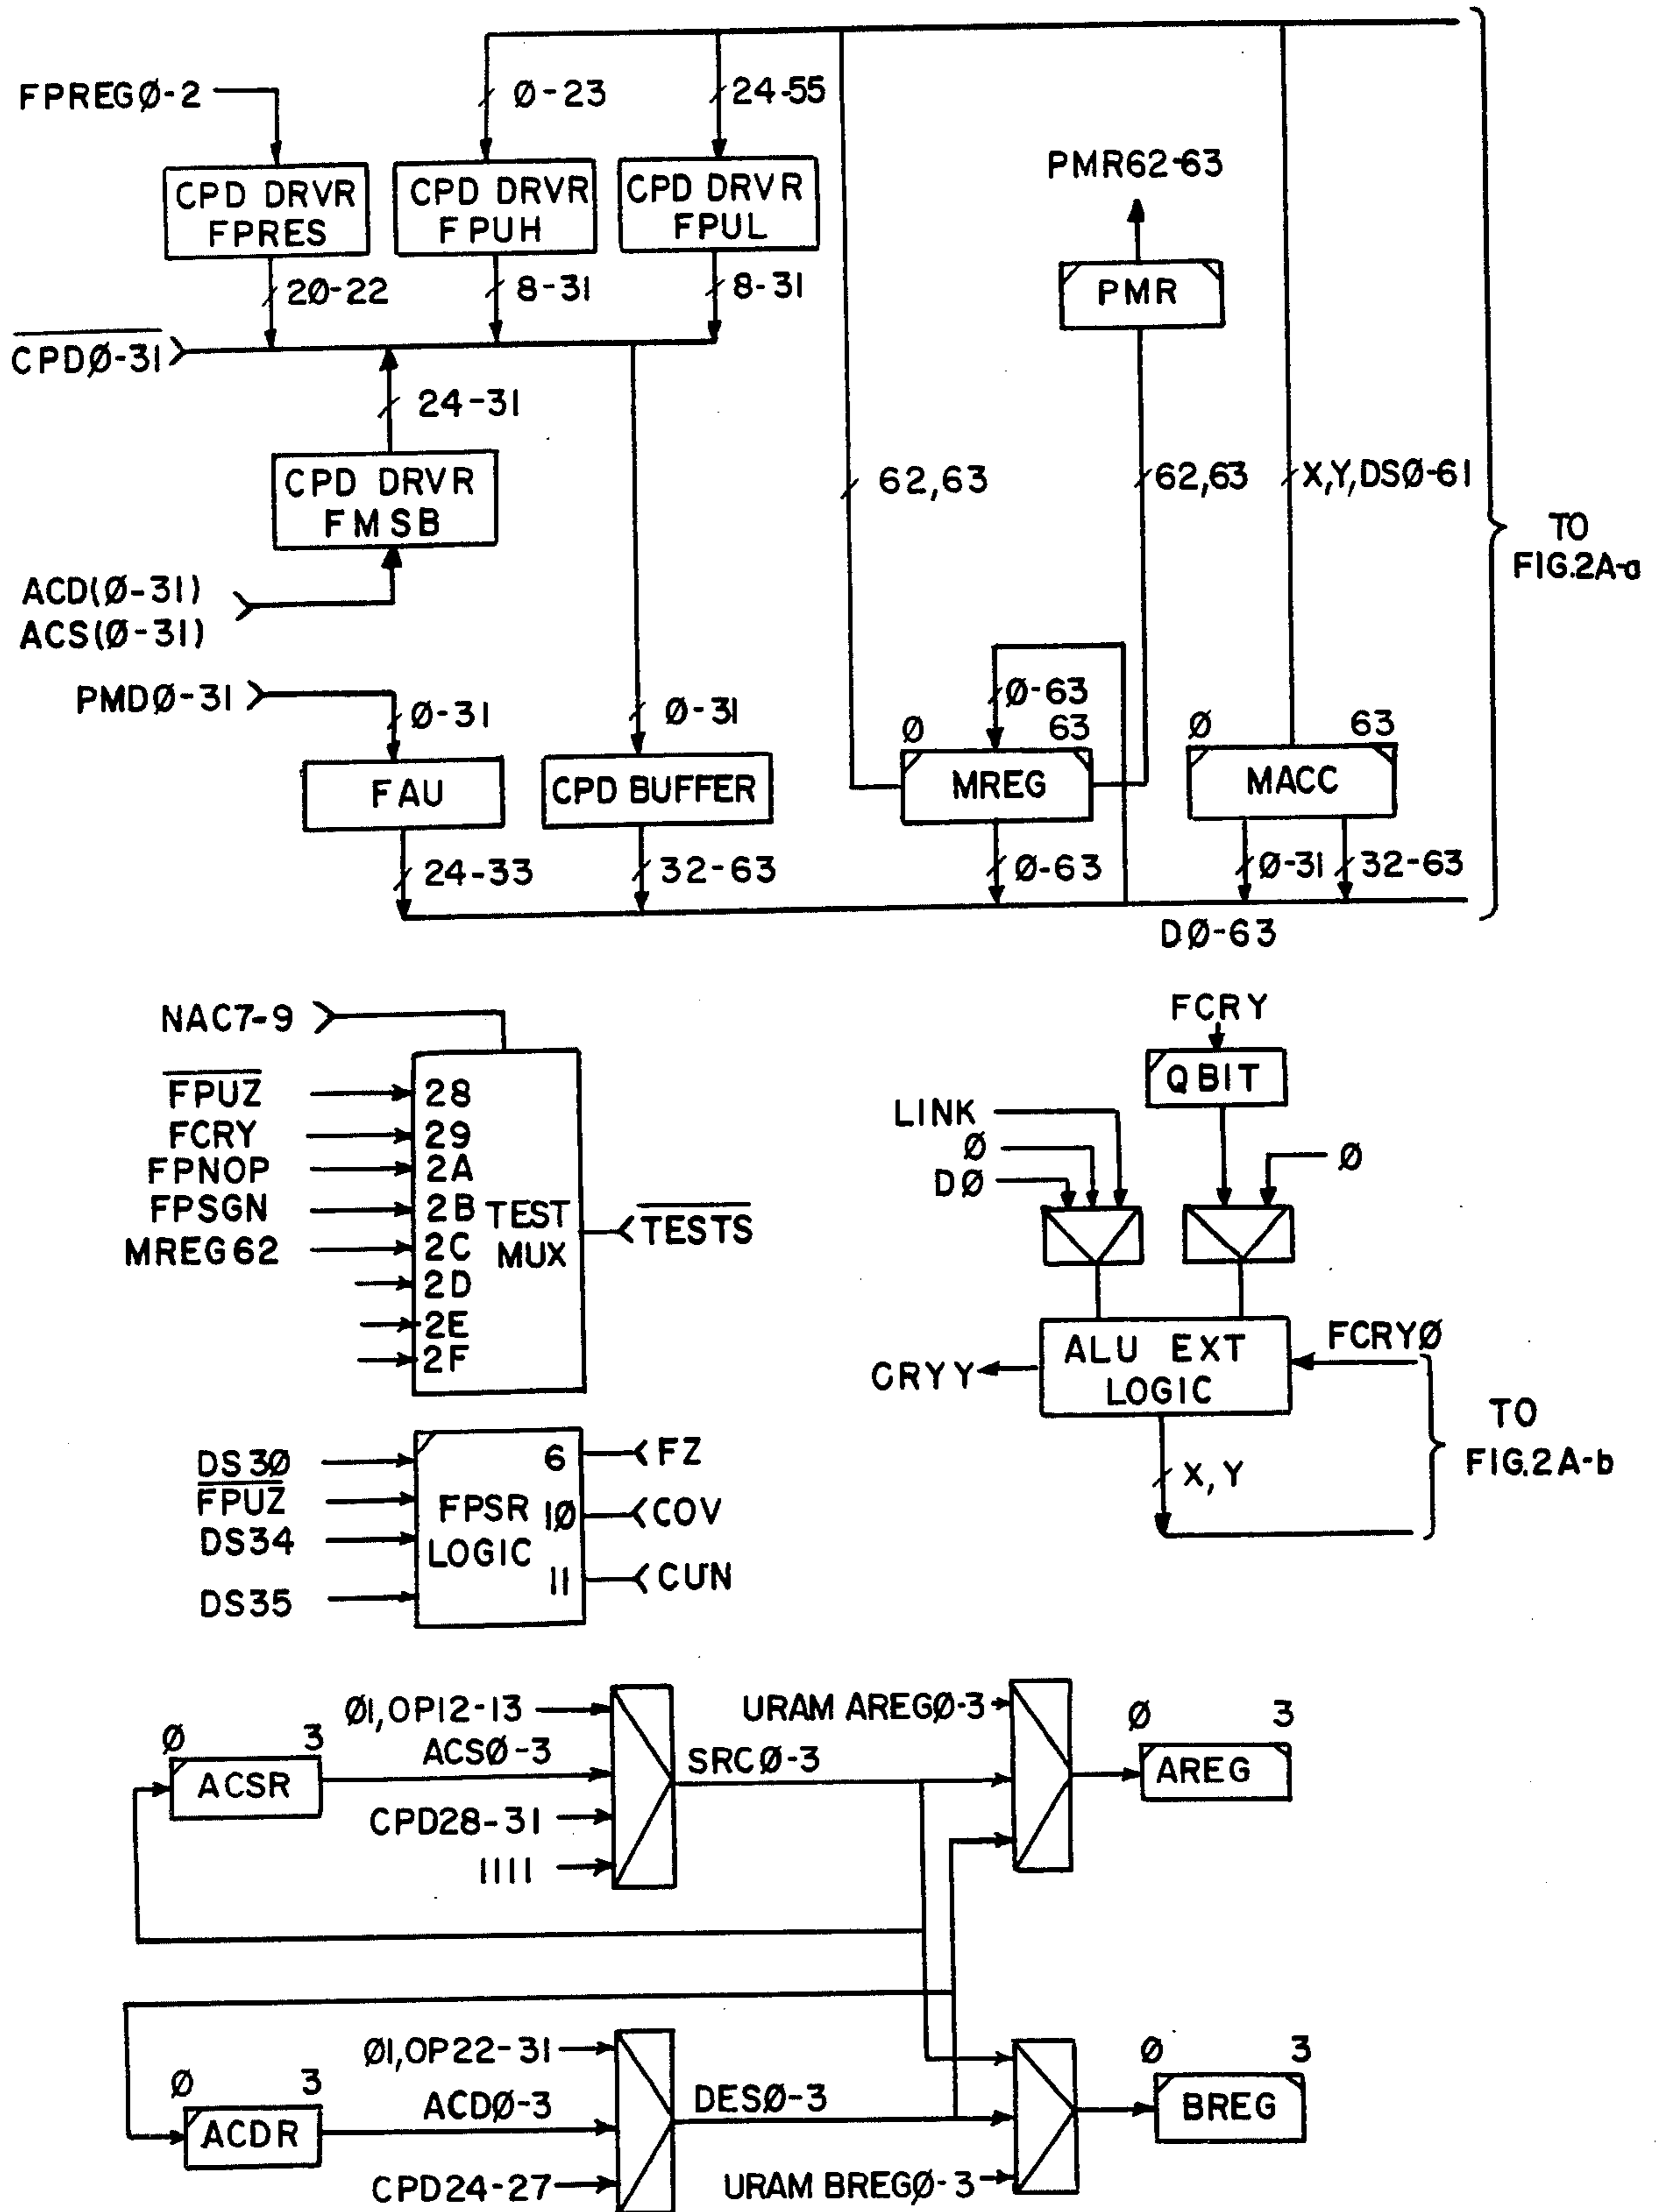 FPREGØ-2
Ø-23
24-55
CPD DRVR
FPRES
CPD DRVR
FPUH
CPD DRVR
FPUL
PMR62-63
PMR
20-22
8-31
8-31
CPDØ-31
24-31
CPD DRVR
FMSB
62,63
62,63
X,Y,DSØ-61
TO
FIG.2A-a
ACD(Ø-31)
ACS(Ø-31)
PMDØ-31
Ø-31
Ø-31
Ø-63
Ø
63
Ø
63
FAU
CPD BUFFER
MREG
MACC
24-33
32-63
Ø-63
Ø-31
32-63
DØ-63
NAC7-9
FPUZ
28
FCRY
29
FPNOP
2A
FPSGN
2B
MREG62
2C
2D
2E
2F
TEST
MUX
TESTS
FCRY
QBIT
LINK
Ø
DØ
Ø
ALU EXT
LOGIC
FCRYØ
CRYY
X,Y
TO
FIG.2A-b
DS3Ø
FPUZ
DS34
DS35
FPSR
LOGIC
6
1Ø
11
FZ
COV
CUN
Ø1,OP12-13
ACSØ-3
CPD28-31
1111
Ø
3
ACSR
SRCØ-3
URAM AREGØ-3
Ø
3
AREG
Ø1,OP22-31
Ø
3
ACDR
ACDØ-3
CPD24-27
DESØ-3
URAM BREGØ-3
Ø
3
BREG